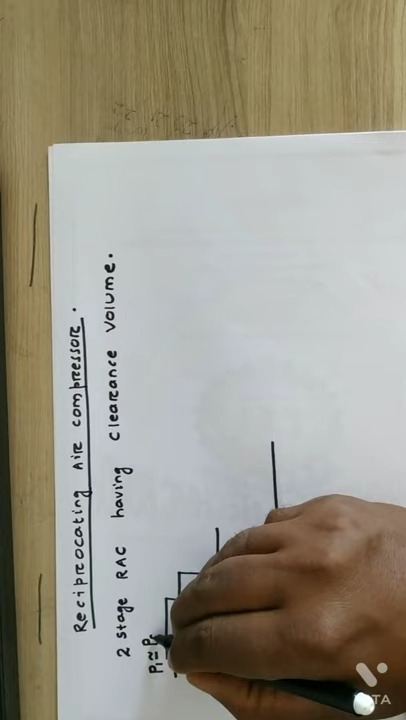 Reciprocating Air compressor.
2 stage RAC having clearance volume.
P₁ ≈ P